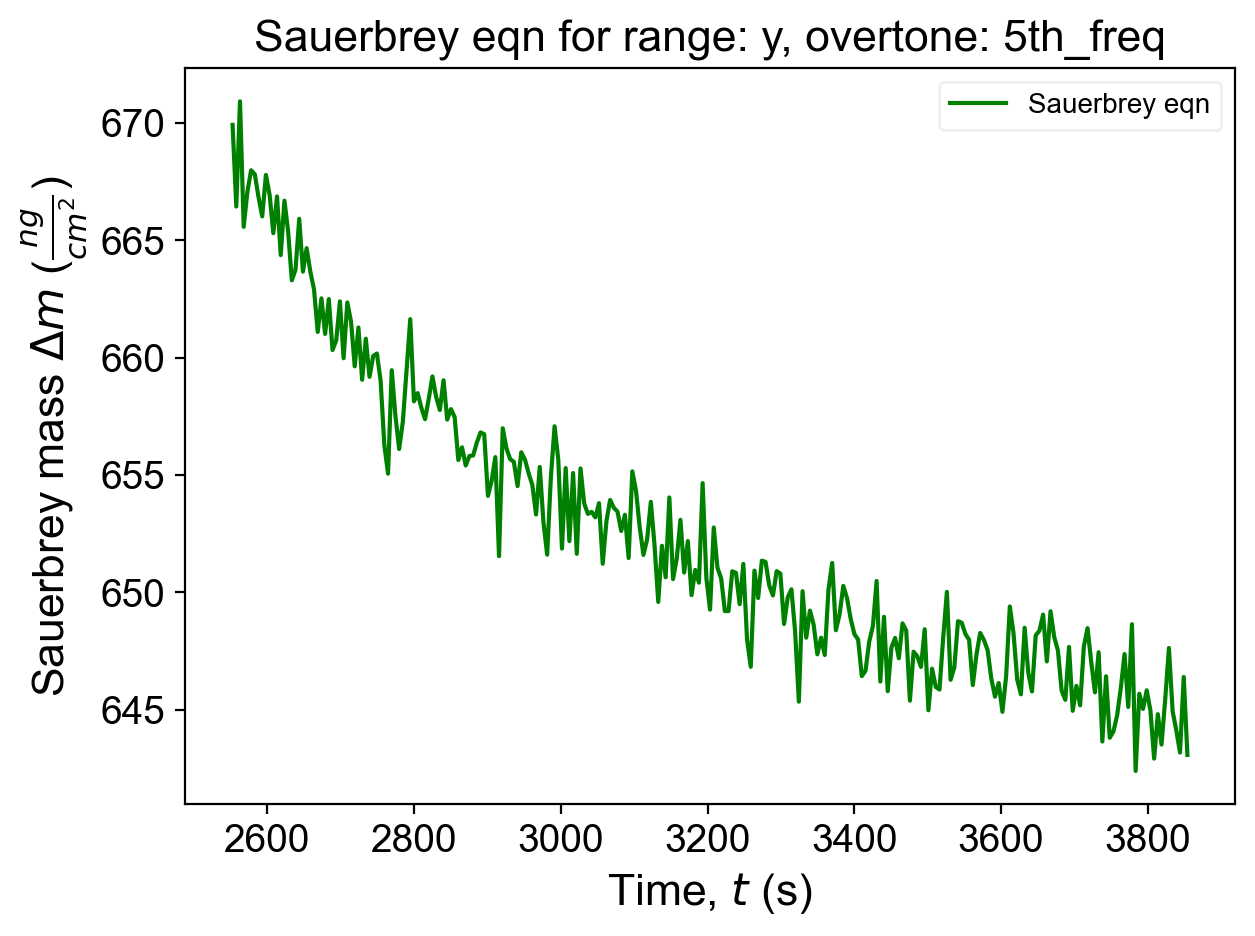 Sauerbrey eqn for range: y, overtone: 5th_freq
Sauerbrey eqn
Sauerbrey mass Δm (ng/cm²)
670
665
660
655
650
645
2600 2800 3000 3200 3400 3600 3800
Time, t (s)